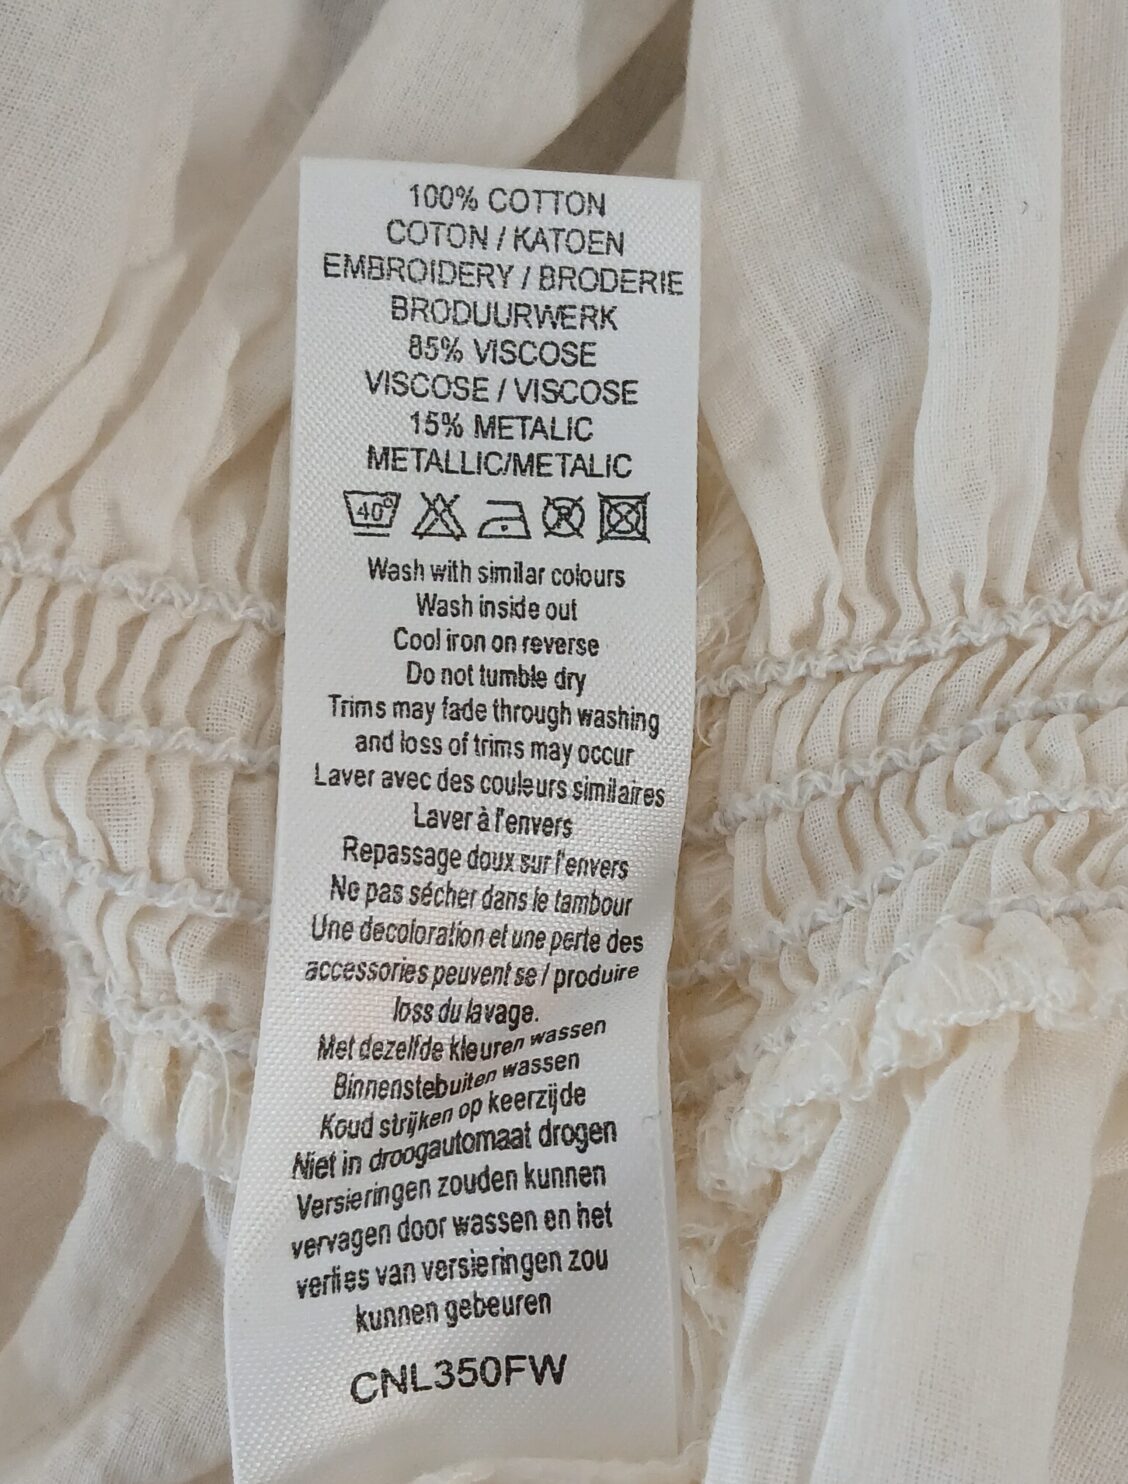 100% COTTON
COTON / KATOEN
EMBROIDERY / BRODERIE
BRODUURWERK
85% VISCOSE
VISCOSE / VISCOSE
15% METALIC
METALLIC/METALIC
40°
Wash with similar colours
Wash inside out
Cool iron on reverse
Do not tumble dry
Trims may fade through washing
and loss of trims may occur
Laver avec des couleurs similaires
Laver à l'envers
Repassage doux sur l'envers
Ne pas sécher dans le tambour
Une decoloration et une perte des
accessories peuvent se / produire
loss du lavage.
Met dezelfde kleuren wassen
Binnenstebuiten wassen
Koud strijken op keerzijde
Niet in droogautomaat drogen
Versieringen zouden kunnen
vervagen door wassen en het
verlies van versieringen zou
kunnen gebeuren
CNL350FW